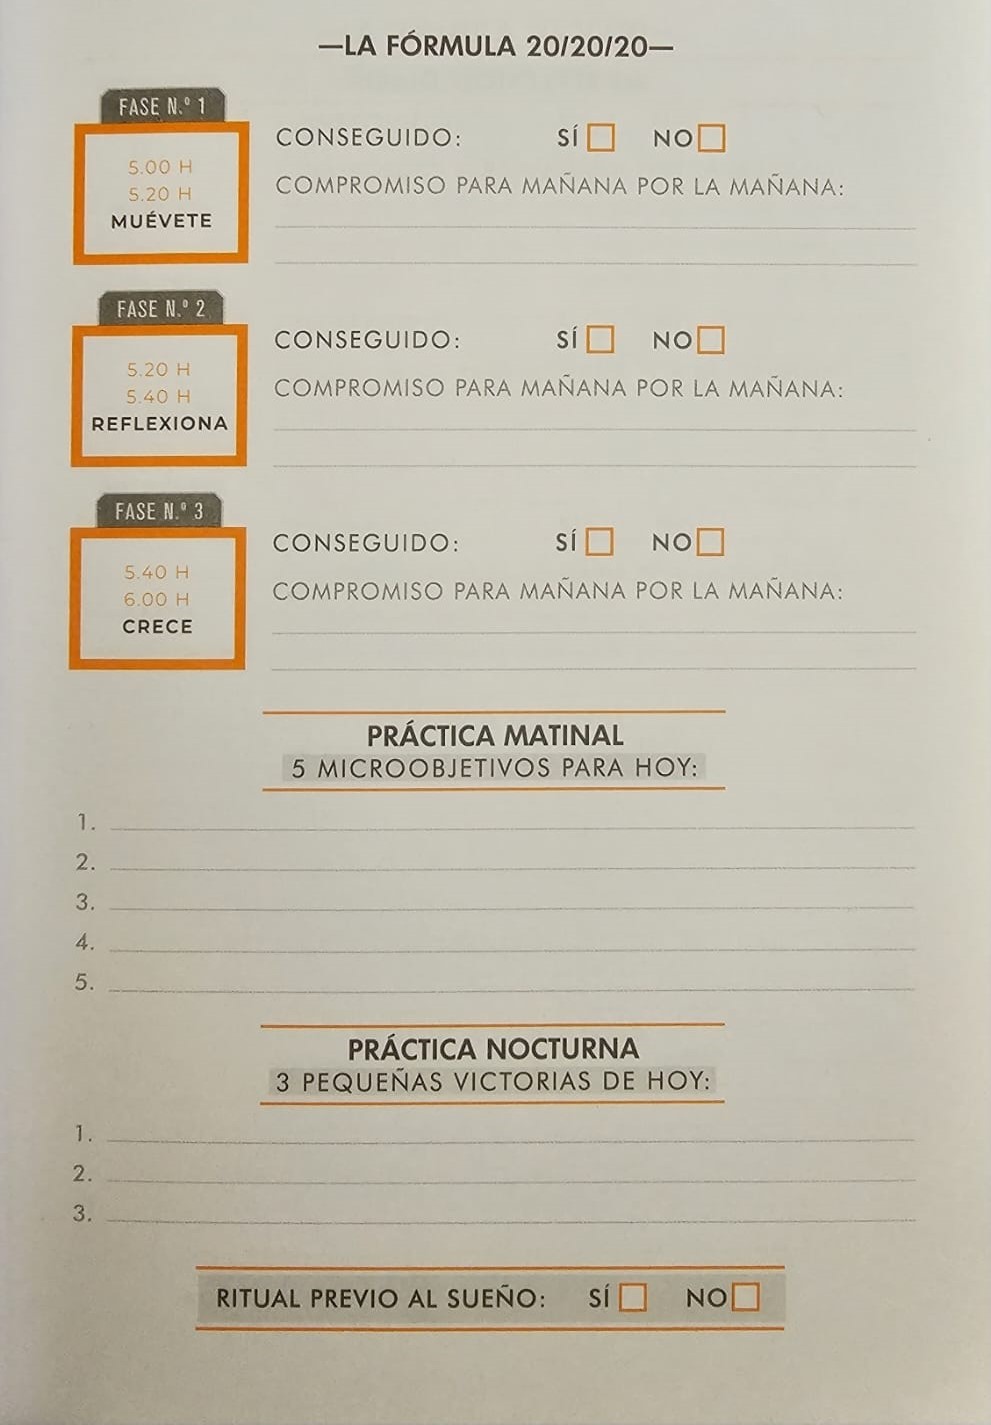 —LA FÓRMULA 20/20/20—
FASE N.º 1
5.00 H
5.20 H
MUÉVETE
CONSEGUIDO: SÍ NO
COMPROMISO PARA MAÑANA POR LA MAÑANA:
FASE N.º 2
5.20 H
5.40 H
REFLEXIONA
CONSEGUIDO: SÍ NO
COMPROMISO PARA MAÑANA POR LA MAÑANA:
FASE N.º 3
5.40 H
6.00 H
CRECE
CONSEGUIDO: SÍ NO
COMPROMISO PARA MAÑANA POR LA MAÑANA:
PRÁCTICA MATINAL
5 MICROOBJETIVOS PARA HOY:
1.
2.
3.
4.
5.
PRÁCTICA NOCTURNA
3 PEQUEÑAS VICTORIAS DE HOY:
1.
2.
3.
RITUAL PREVIO AL SUEÑO: SÍ NO